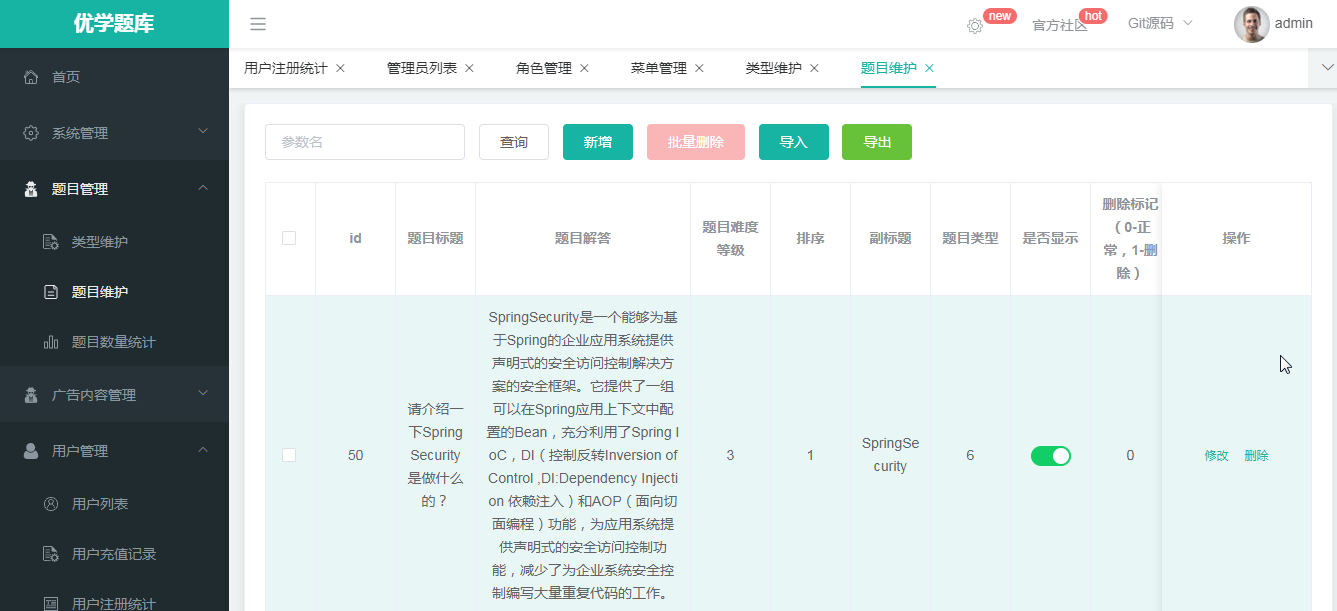 优学题库
new
官方社区
hot
Git源码
admin
用户注册统计
管理员列表
角色管理
菜单管理
类型维护
题目维护
首页
系统管理
题目管理
类型维护
题目维护
题目数量统计
广告内容管理
用户管理
用户列表
用户充值记录
用户注册统计
参数名
查询
新增
批量删除
导入
导出
id
题目标题
题目解答
题目难度
等级
排序
副标题
题目类型
是否显示
删除标记
（0-正
常，1-删
除）
操作
50
请介绍一
下Spring
Security
是做什么
的？
SpringSecurity是一个能够为基
于Spring的企业应用系统提供
声明式的安全访问控制解决方
案的安全框架。它提供了一组
可以在Spring应用上下文中配
置的Bean，充分利用了Spring I
oC，DI（控制反转Inversion of
Control ,DI:Dependency Injecti
on 依赖注入）和AOP（面向切
面编程）功能，为应用系统提
供声明式的安全访问控制功
能，减少了为企业系统安全控
制编写大量重复代码的工作。
3
1
SpringSe
curity
6
0
修改
删除